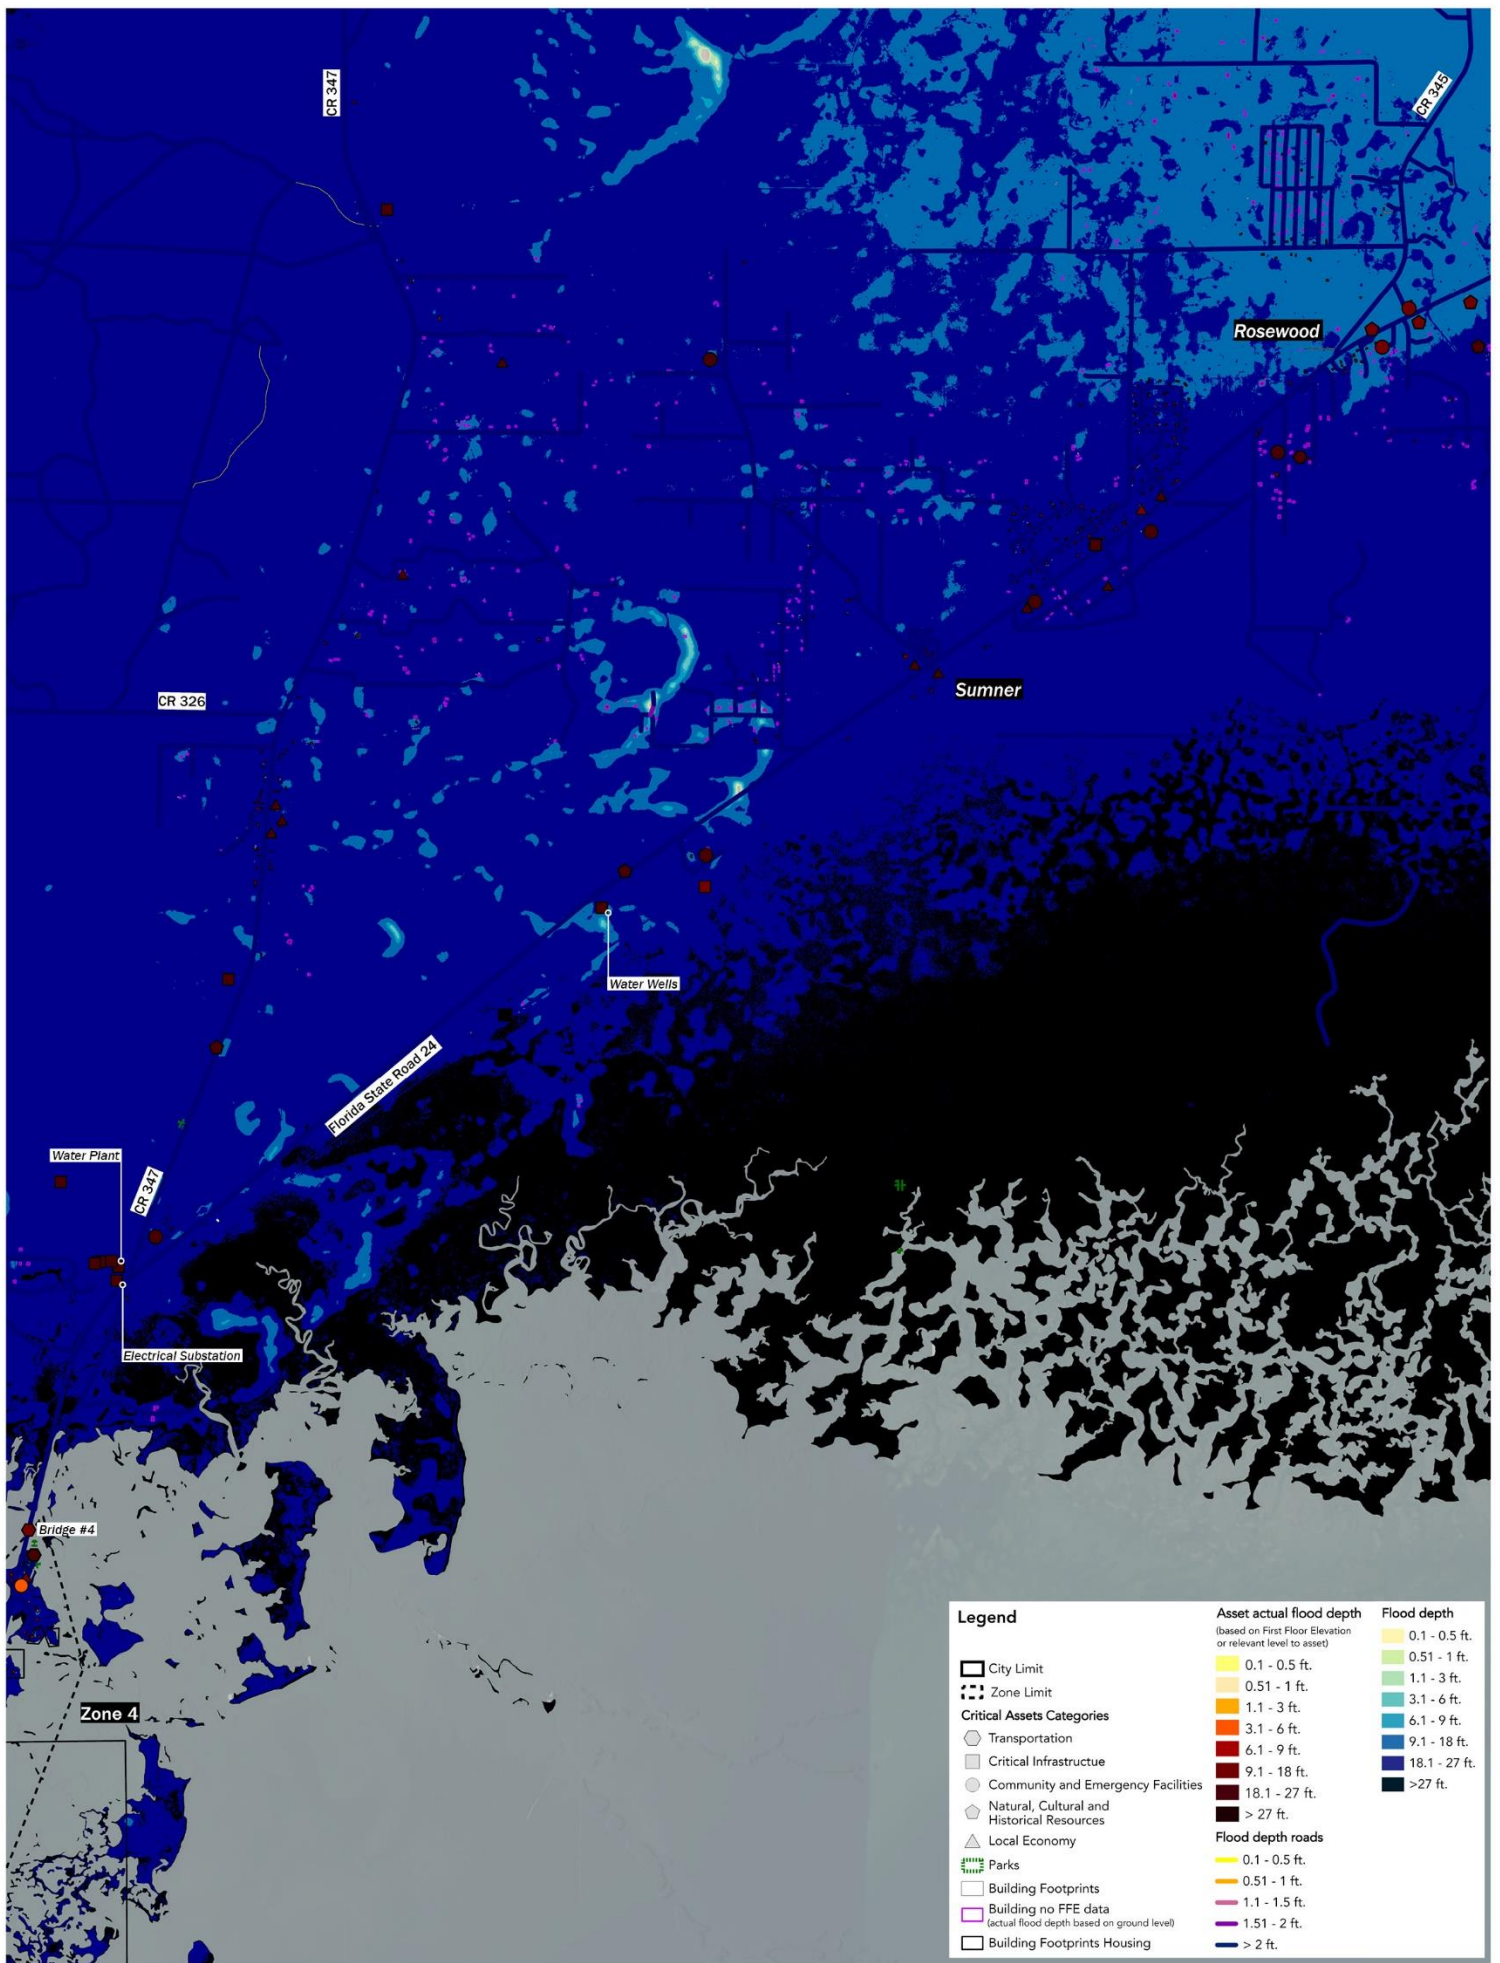 CR 347
CR 345
Rosewood
Sumner
CR 326
Water Wells
Florida State Road 24
Water Plant
CR 347
Electrical Substation
Bridge #4
Zone 4
Legend
City Limit
Zone Limit
Critical Assets Categories
Transportation
Critical Infrastructue
Community and Emergency Facilities
Natural, Cultural and
Historical Resources
Local Economy
Parks
Building Footprints
Building no FFE data
(actual flood depth based on ground level)
Building Footprints Housing
Asset actual flood depth
(based on First Floor Elevation
or relevant level to asset)
0.1 - 0.5 ft.
0.51 - 1 ft.
1.1 - 3 ft.
3.1 - 6 ft.
6.1 - 9 ft.
9.1 - 18 ft.
18.1 - 27 ft.
> 27 ft.
Flood depth roads
0.1 - 0.5 ft.
0.51 - 1 ft.
1.1 - 1.5 ft.
1.51 - 2 ft.
> 2 ft.
Flood depth
0.1 - 0.5 ft.
0.51 - 1 ft.
1.1 - 3 ft.
3.1 - 6 ft.
6.1 - 9 ft.
9.1 - 18 ft.
18.1 - 27 ft.
>27 ft.